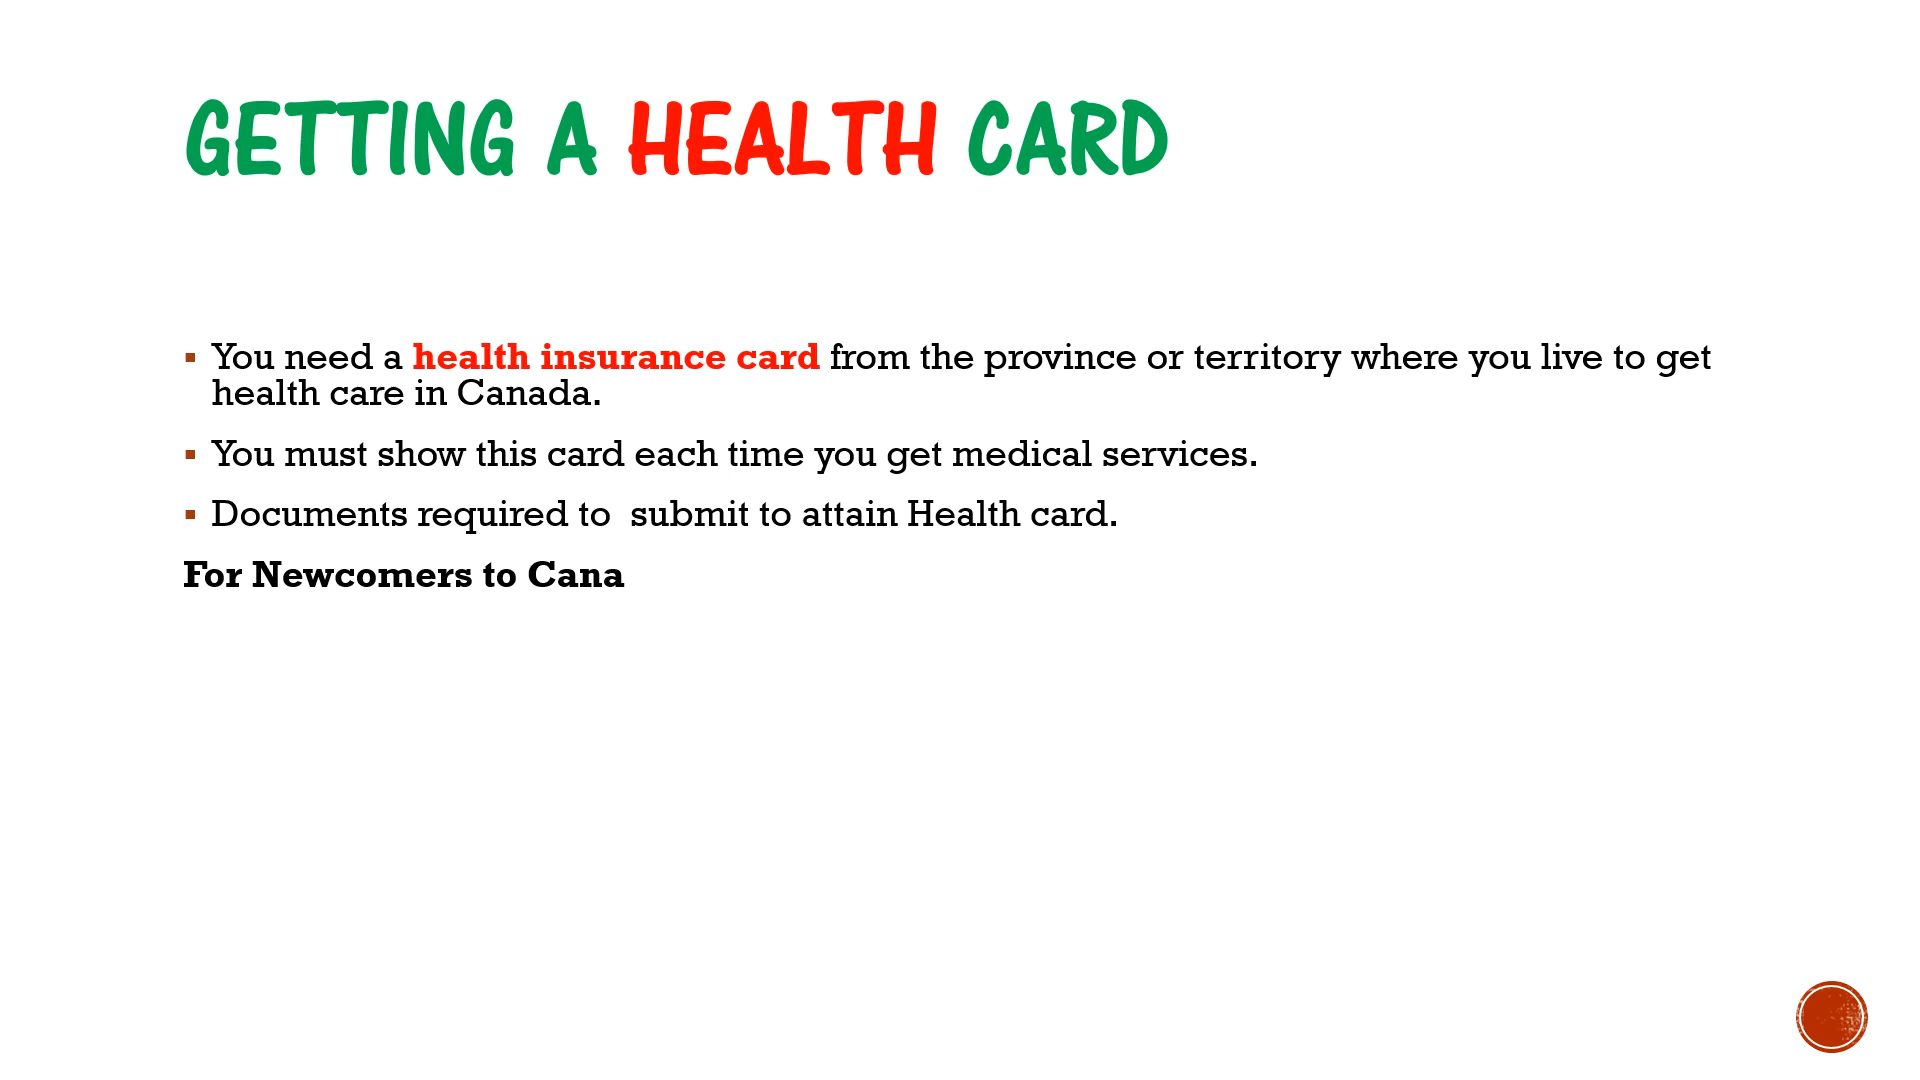 GETTING A HEALTH CARD
▪ You need a health insurance card from the province or territory where you live to get
health care in Canada.
▪ You must show this card each time you get medical services.
▪ Documents required to  submit to attain Health card.
For Newcomers to Cana